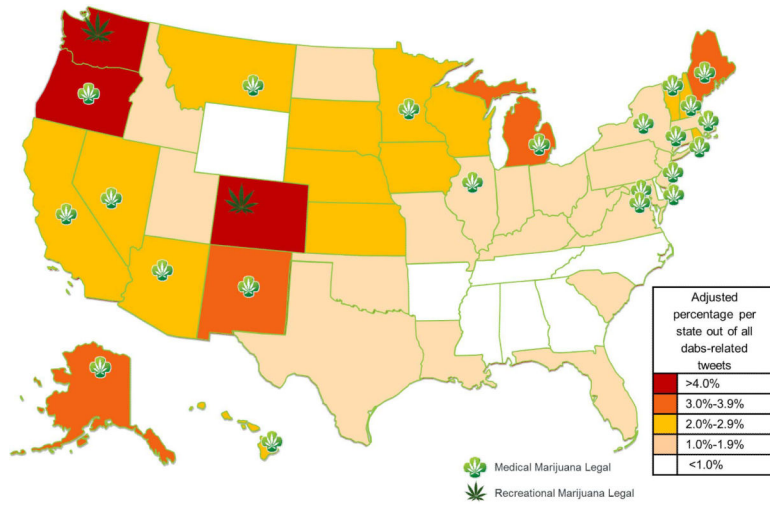 Adjusted
percentage per
state out of all
dabs-related
tweets
>4.0%
3.0%-3.9%
2.0%-2.9%
1.0%-1.9%
<1.0%
Medical Marijuana Legal
Recreational Marijuana Legal